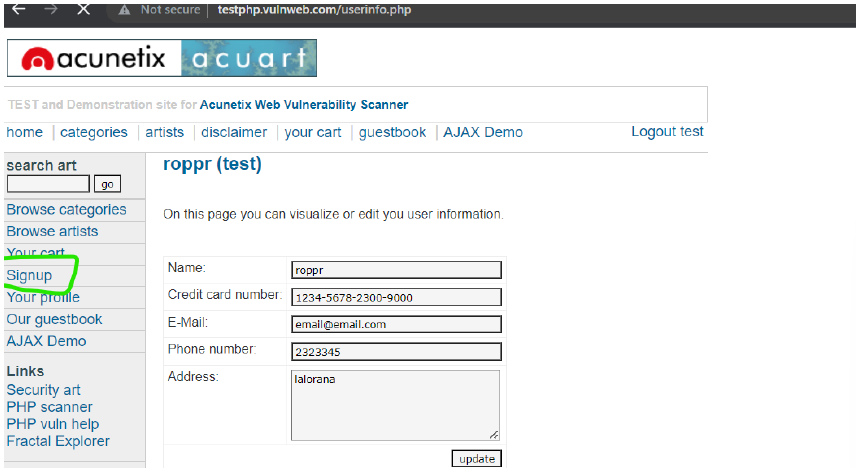 Not secure testphp.vulnweb.com/userinfo.php
acunetix acuart
TEST and Demonstration site for Acunetix Web Vulnerability Scanner
home categories artists disclaimer your cart guestbook AJAX Demo Logout test
search art
go
Browse categories
Browse artists
Your cart
Signup
Your profile
Our guestbook
AJAX Demo
Links
Security art
PHP scanner
PHP vuln help
Fractal Explorer
roppr (test)
On this page you can visualize or edit you user information.
Name: roppr
Credit card number: 1234-5678-2300-9000
E-Mail: email@email.com
Phone number: 2323345
Address: lalorana
update